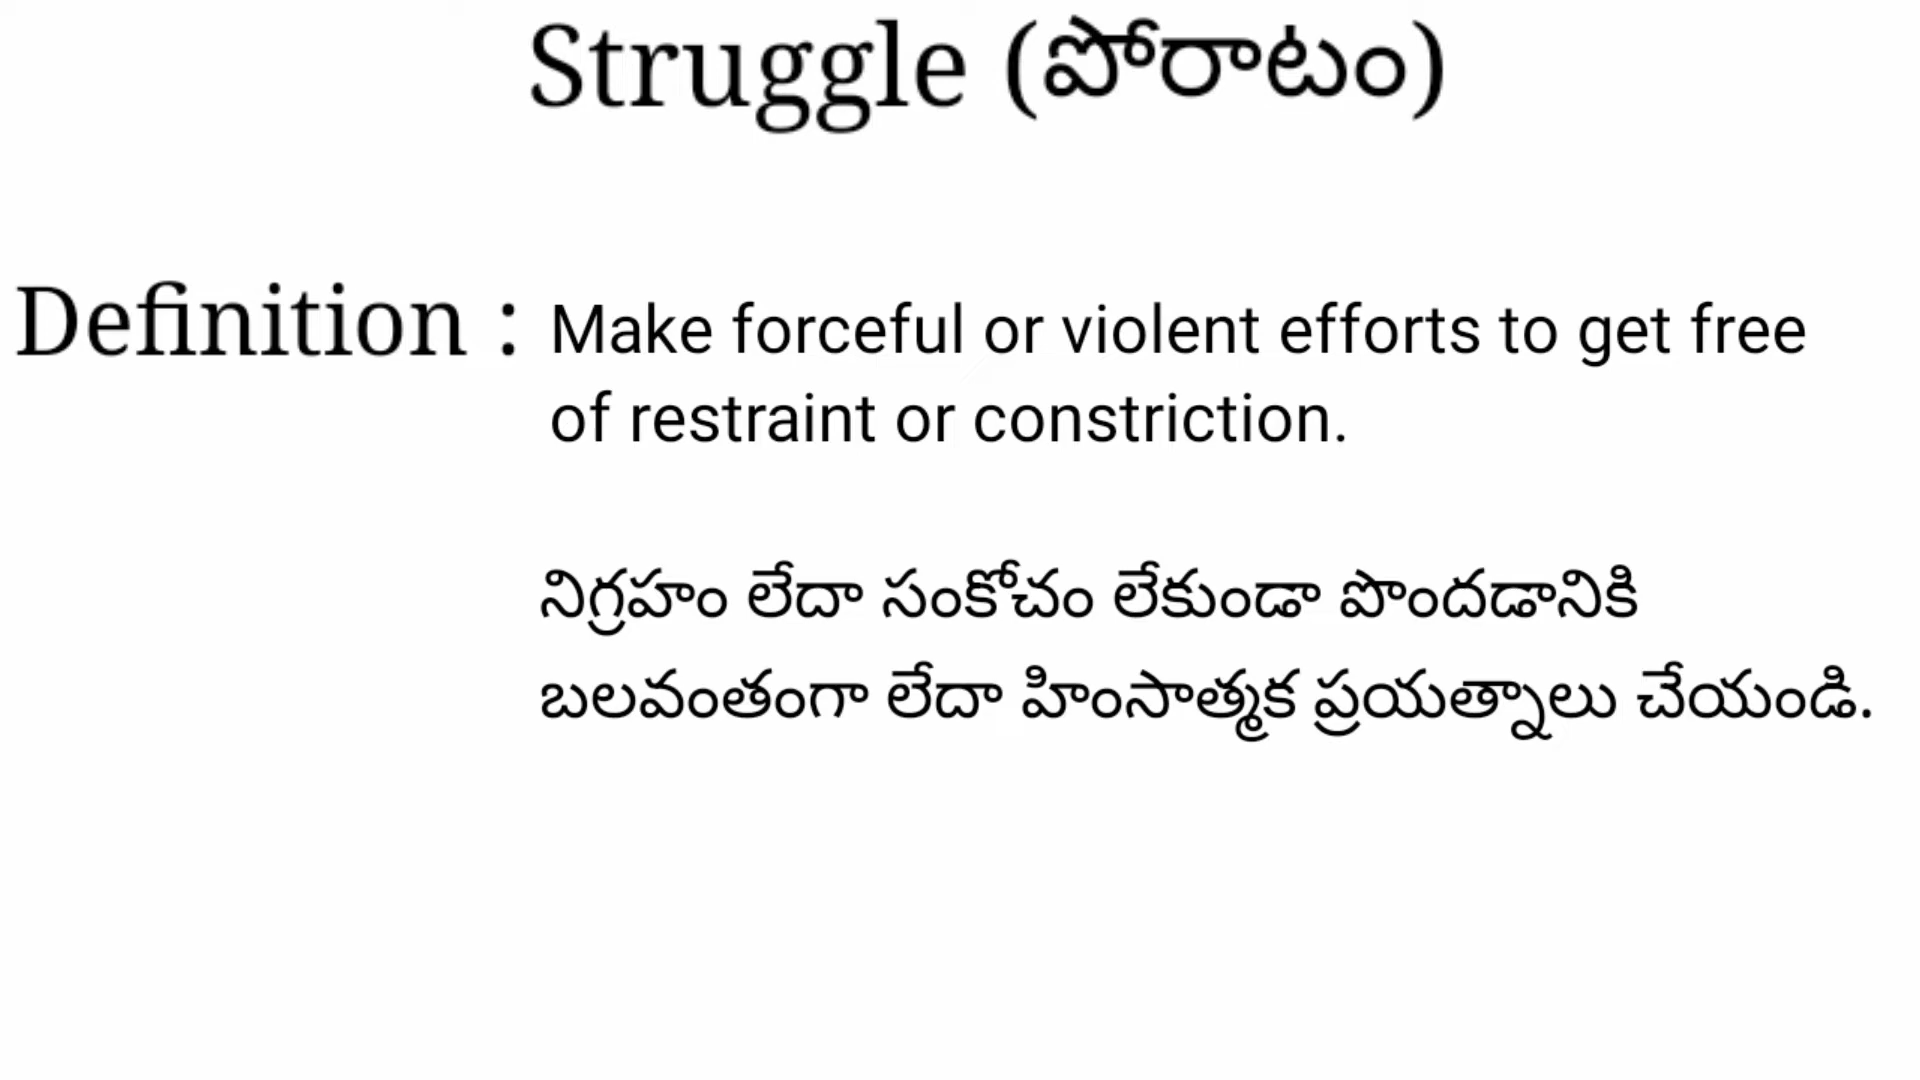 Struggle (పోరాటం)
Definition : Make forceful or violent efforts to get free
of restraint or constriction.
నిగ్రహం లేదా సంకోచం లేకుండా పొందడానికి
బలవంతంగా లేదా హింసాత్మక ప్రయత్నాలు చేయండి.